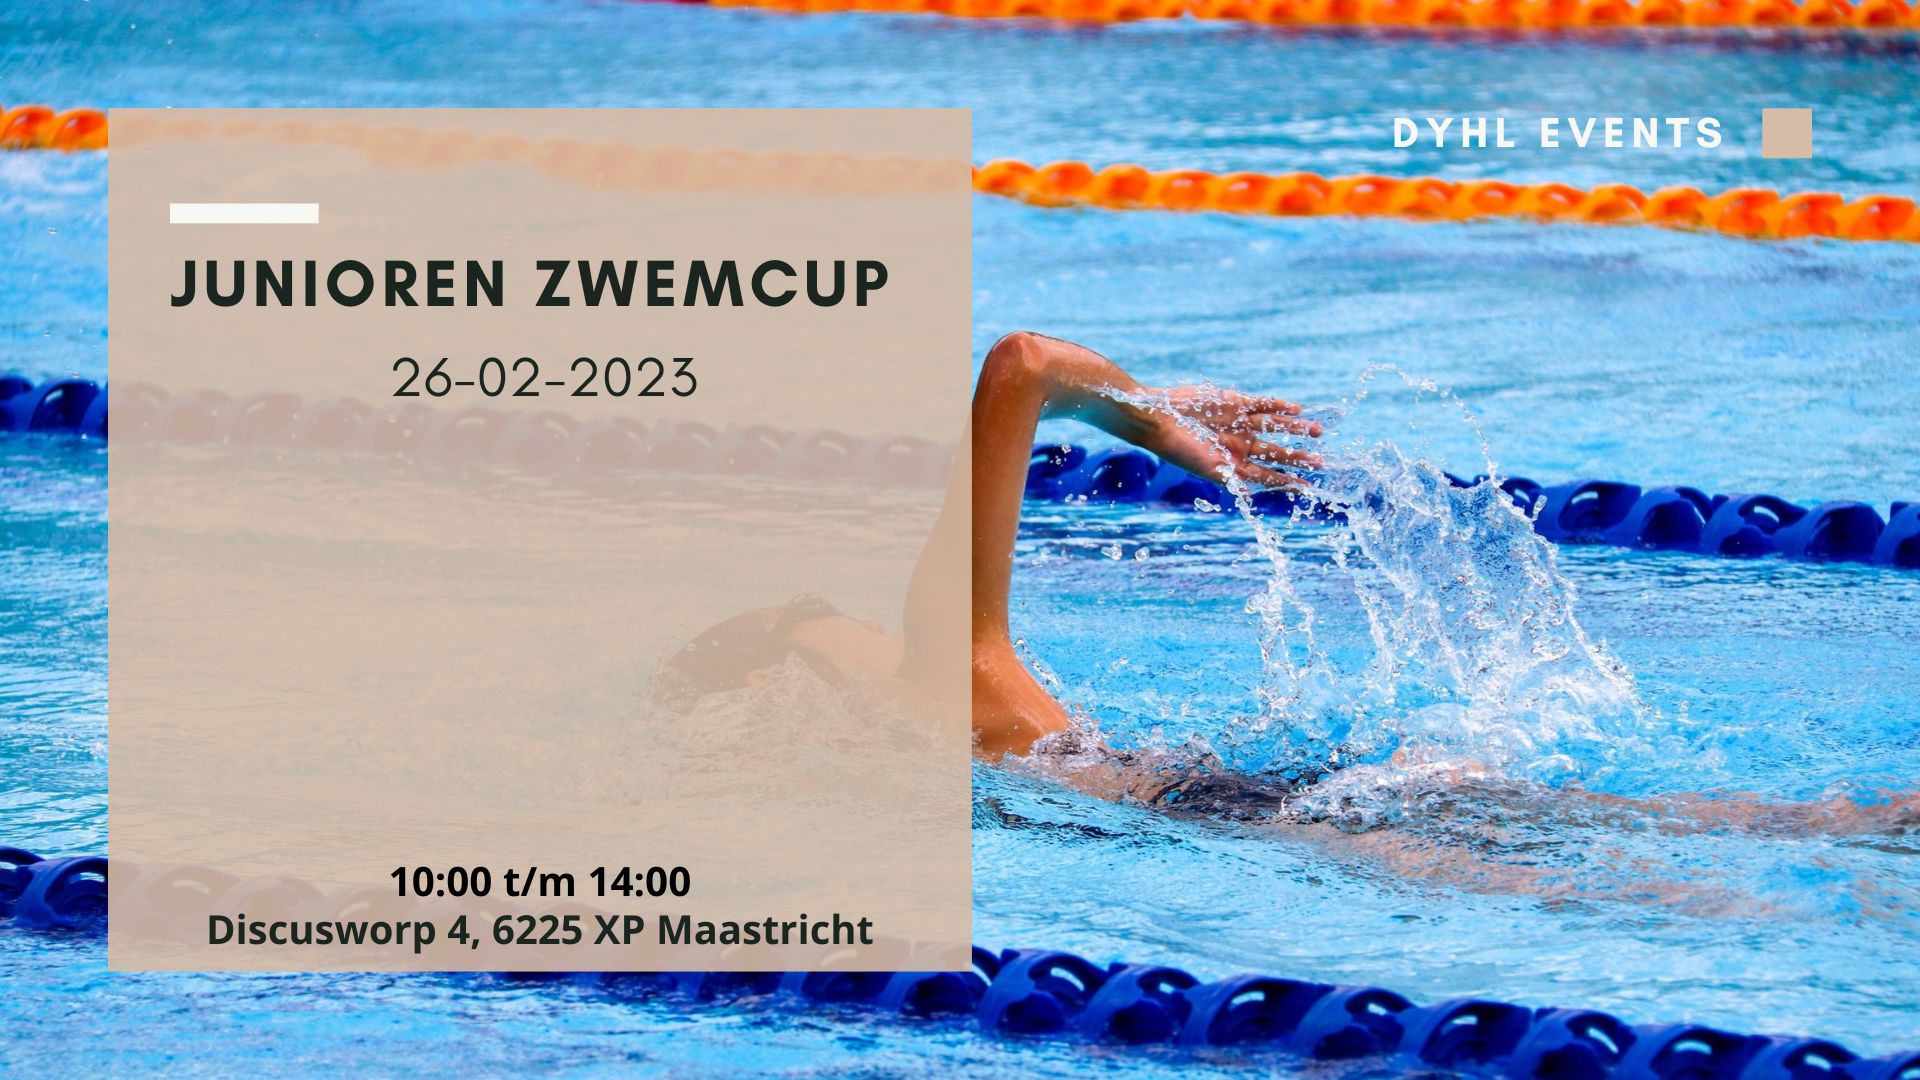 DYHL EVENTS
JUNIOREN ZWEMCUP
26-02-2023
10:00 t/m 14:00
Discusworp 4, 6225 XP Maastricht